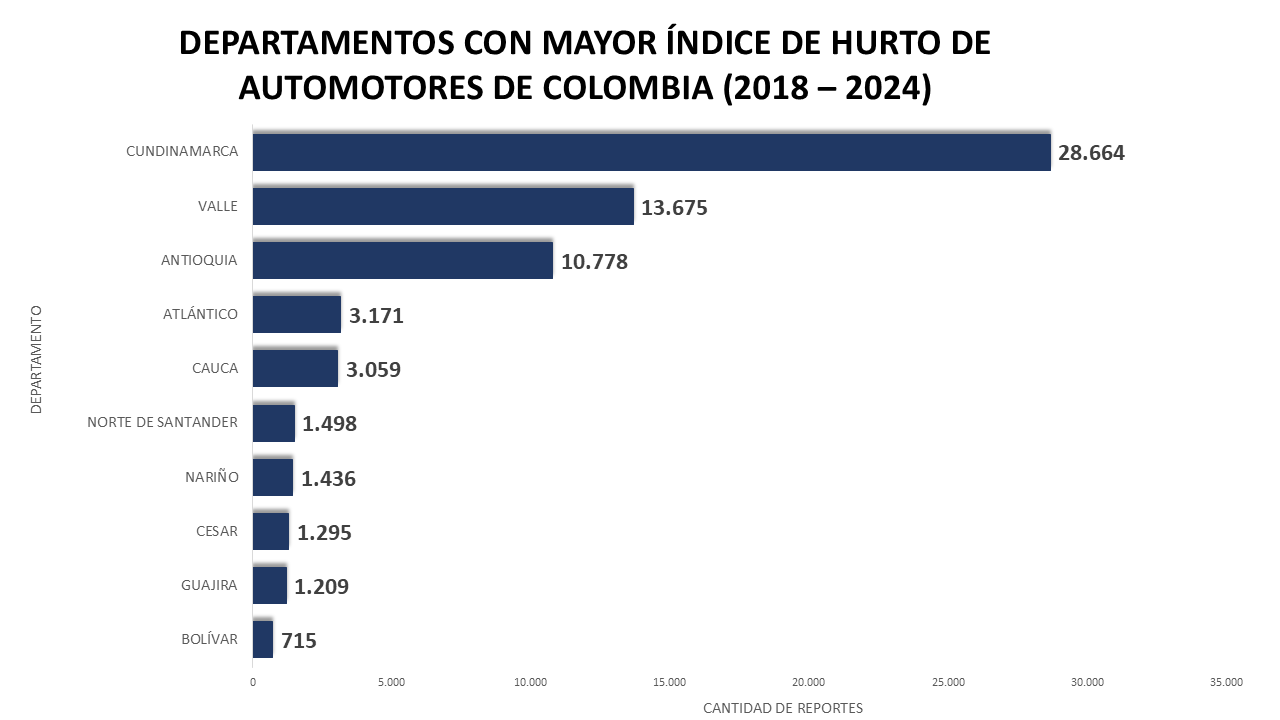 DEPARTAMENTOS CON MAYOR ÍNDICE DE HURTO DE
AUTOMOTORES DE COLOMBIA (2018 – 2024)
DEPARTAMENTO
CUNDINAMARCA 28.664
VALLE 13.675
ANTIOQUIA 10.778
ATLÁNTICO 3.171
CAUCA 3.059
NORTE DE SANTANDER 1.498
NARIÑO 1.436
CESAR 1.295
GUAJIRA 1.209
BOLÍVAR 715
0 5.000 10.000 15.000 20.000 25.000 30.000 35.000
CANTIDAD DE REPORTES